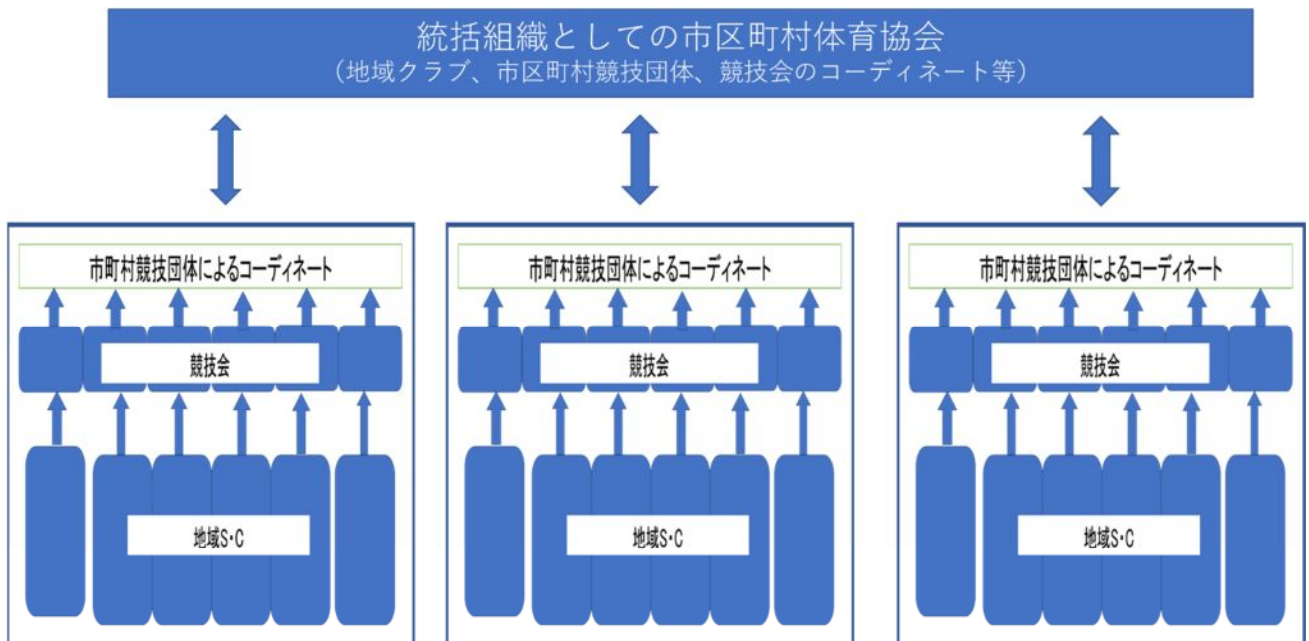 統括組織としての市区町村体育協会
（地域クラブ、市区町村競技団体、競技会のコーディネート等）
市町村競技団体によるコーディネート
競技会
地域S・C
市町村競技団体によるコーディネート
競技会
地域S・C
市町村競技団体によるコーディネート
競技会
地域S・C